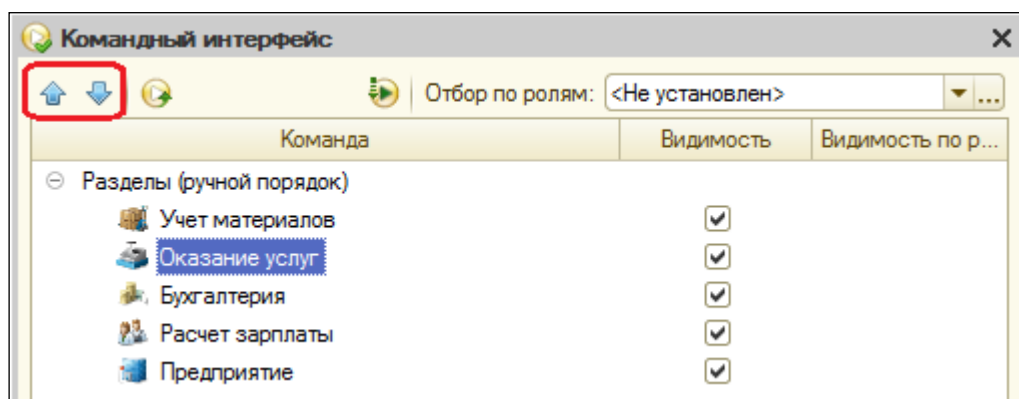 Командный интерфейс
Отбор по ролям: <Не установлен>
Команда Видимость Видимость по р...
Разделы (ручной порядок)
Учет материалов
Оказание услуг
Бухгалтерия
Расчет зарплаты
Предприятие